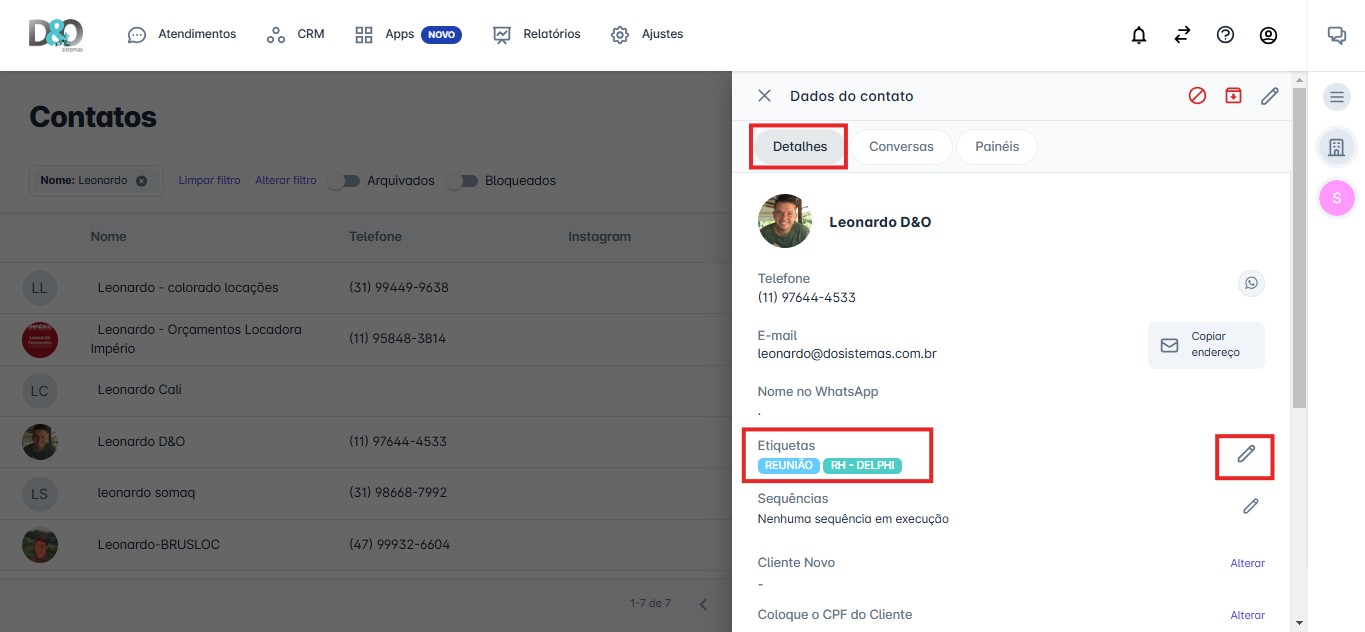 D&O
sistemas
Atendimentos
CRM
Apps NOVO
Relatórios
Ajustes
Contatos
Nome: Leonardo
Limpar filtro
Alterar filtro
Arquivados
Bloqueados
Nome Telefone Instagram
LL Leonardo - colorado locações (31) 99449-9638
Leonardo - Orçamentos Locadora
Império
(11) 95848-3814
LC Leonardo Cali
Leonardo D&O (11) 97644-4533
LS leonardo somaq (31) 98668-7992
Leonardo-BRUSLOC (47) 99932-6604
1-7 de 7
Dados do contato
Detalhes Conversas Painéis
Leonardo D&O
Telefone
(11) 97644-4533
E-mail
leonardo@dosistemas.com.br
Copiar
endereço
Nome no WhatsApp
.
Etiquetas
REUNIÃO RH - DELPHI
Sequências
Nenhuma sequência em execução
Cliente Novo Alterar
-
Coloque o CPF do Cliente Alterar
S